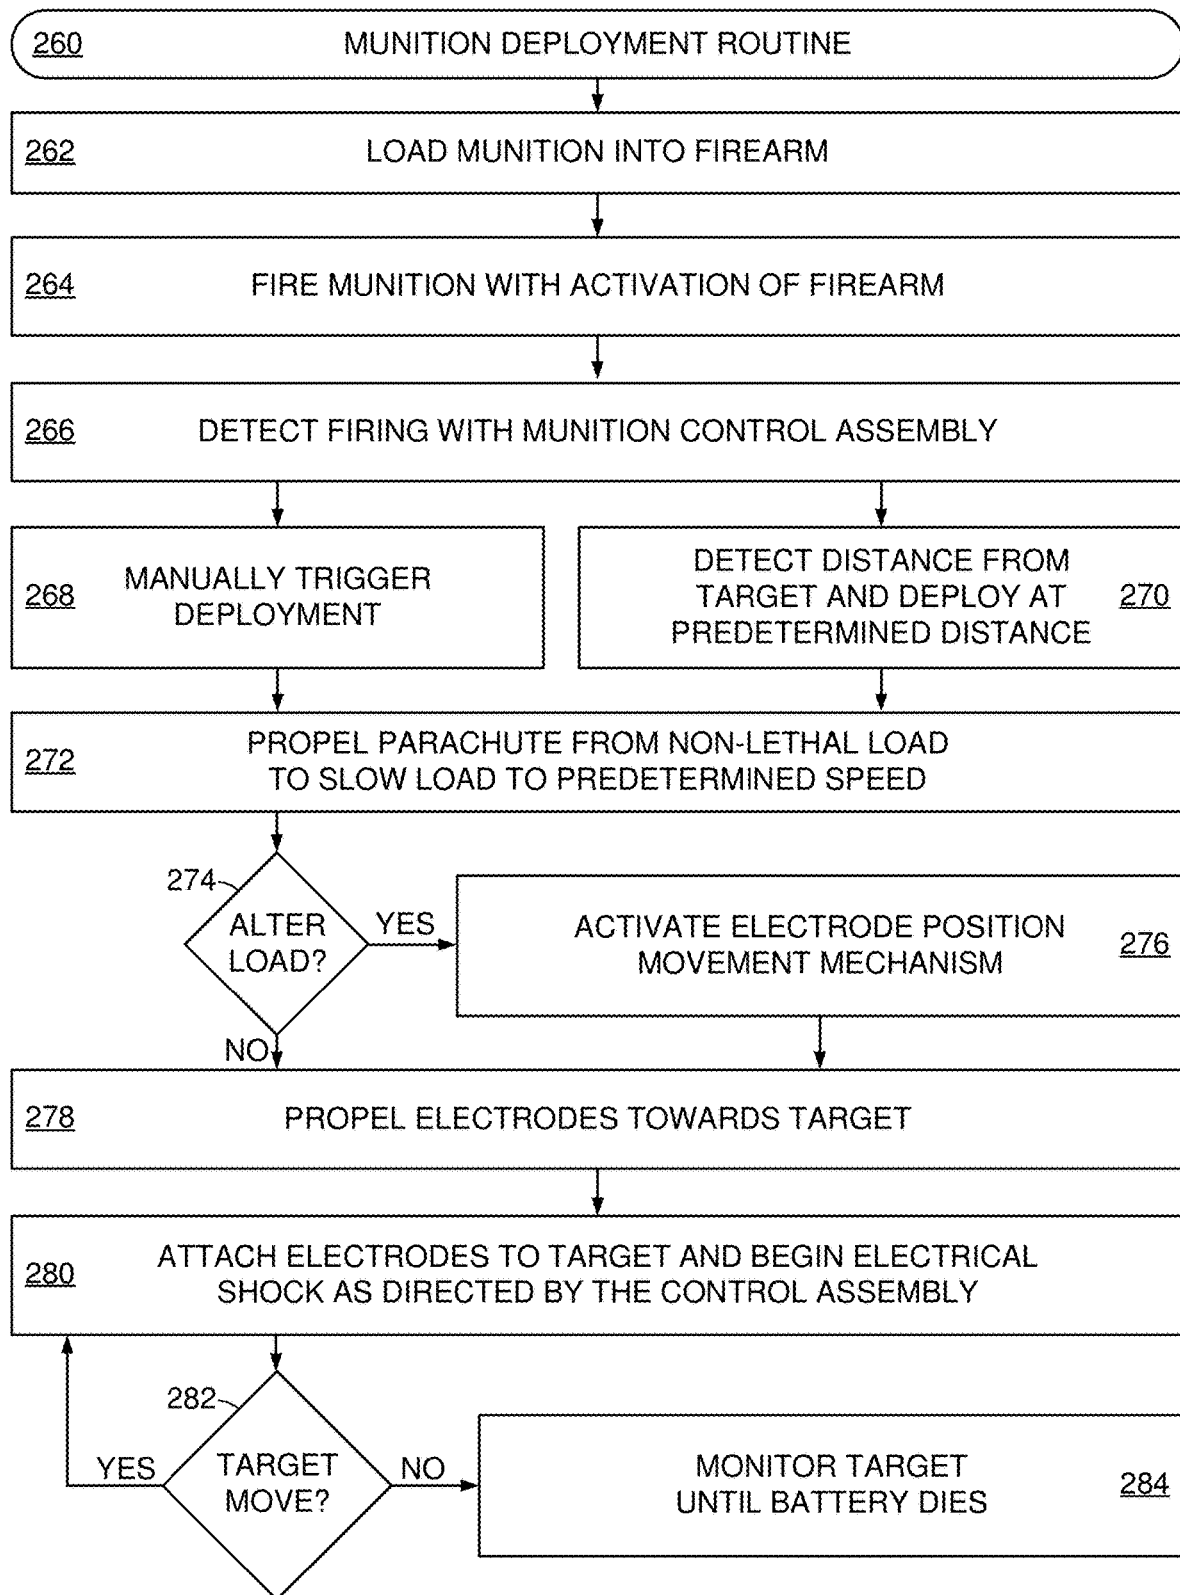 260 MUNITION DEPLOYMENT ROUTINE
262 LOAD MUNITION INTO FIREARM
264 FIRE MUNITION WITH ACTIVATION OF FIREARM
266 DETECT FIRING WITH MUNITION CONTROL ASSEMBLY
268
MANUALLY TRIGGER
DEPLOYMENT
DETECT DISTANCE FROM
TARGET AND DEPLOY AT
PREDETERMINED DISTANCE
270
272
PROPEL PARACHUTE FROM NON-LETHAL LOAD
TO SLOW LOAD TO PREDETERMINED SPEED
274
ALTER
LOAD?
YES
NO
ACTIVATE ELECTRODE POSITION
MOVEMENT MECHANISM
276
278 PROPEL ELECTRODES TOWARDS TARGET
280
ATTACH ELECTRODES TO TARGET AND BEGIN ELECTRICAL
SHOCK AS DIRECTED BY THE CONTROL ASSEMBLY
282
YES
TARGET
MOVE?
NO
MONITOR TARGET
UNTIL BATTERY DIES
284